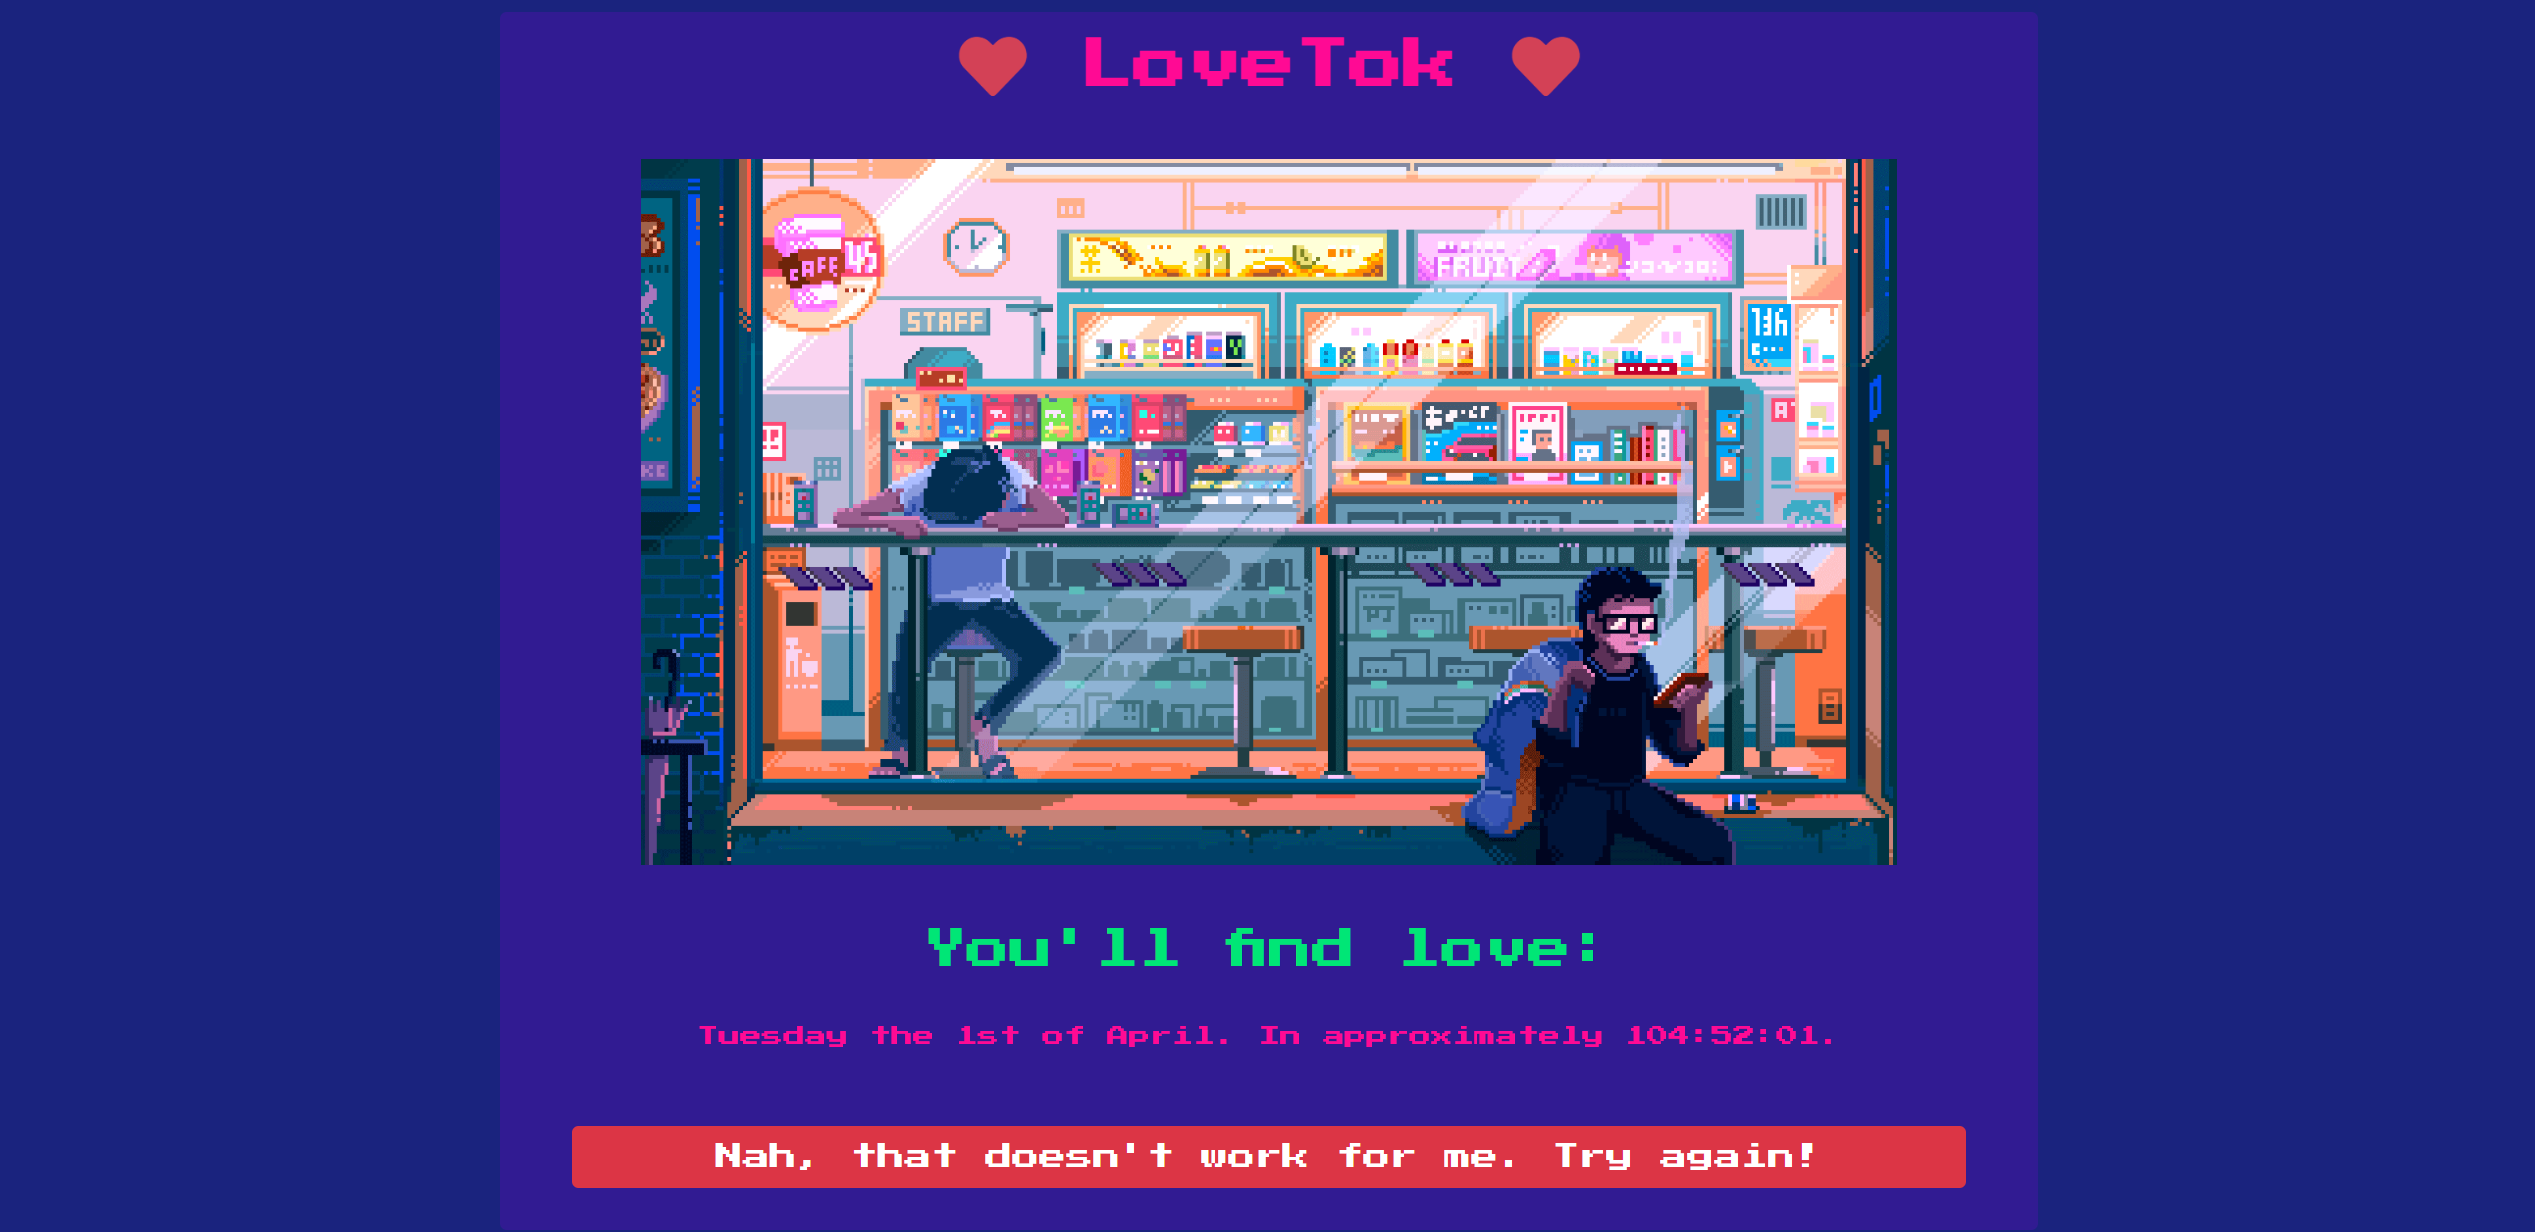 LoveTok
CAFE
45
FRUIT
STAFF
You'll find love:
Tuesday the 1st of April. In approximately 104:52:01.
Nah, that doesn't work for me. Try again!